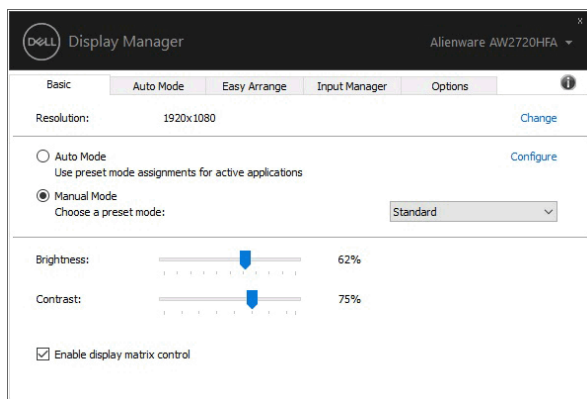 DELL Display Manager
Alienware AW2720HFA
x
Basic Auto Mode Easy Arrange Input Manager Options
Resolution: 1920x1080 Change
Auto Mode Configure
Use preset mode assignments for active applications
Manual Mode
Choose a preset mode: Standard
Brightness: 62%
Contrast: 75%
Enable display matrix control